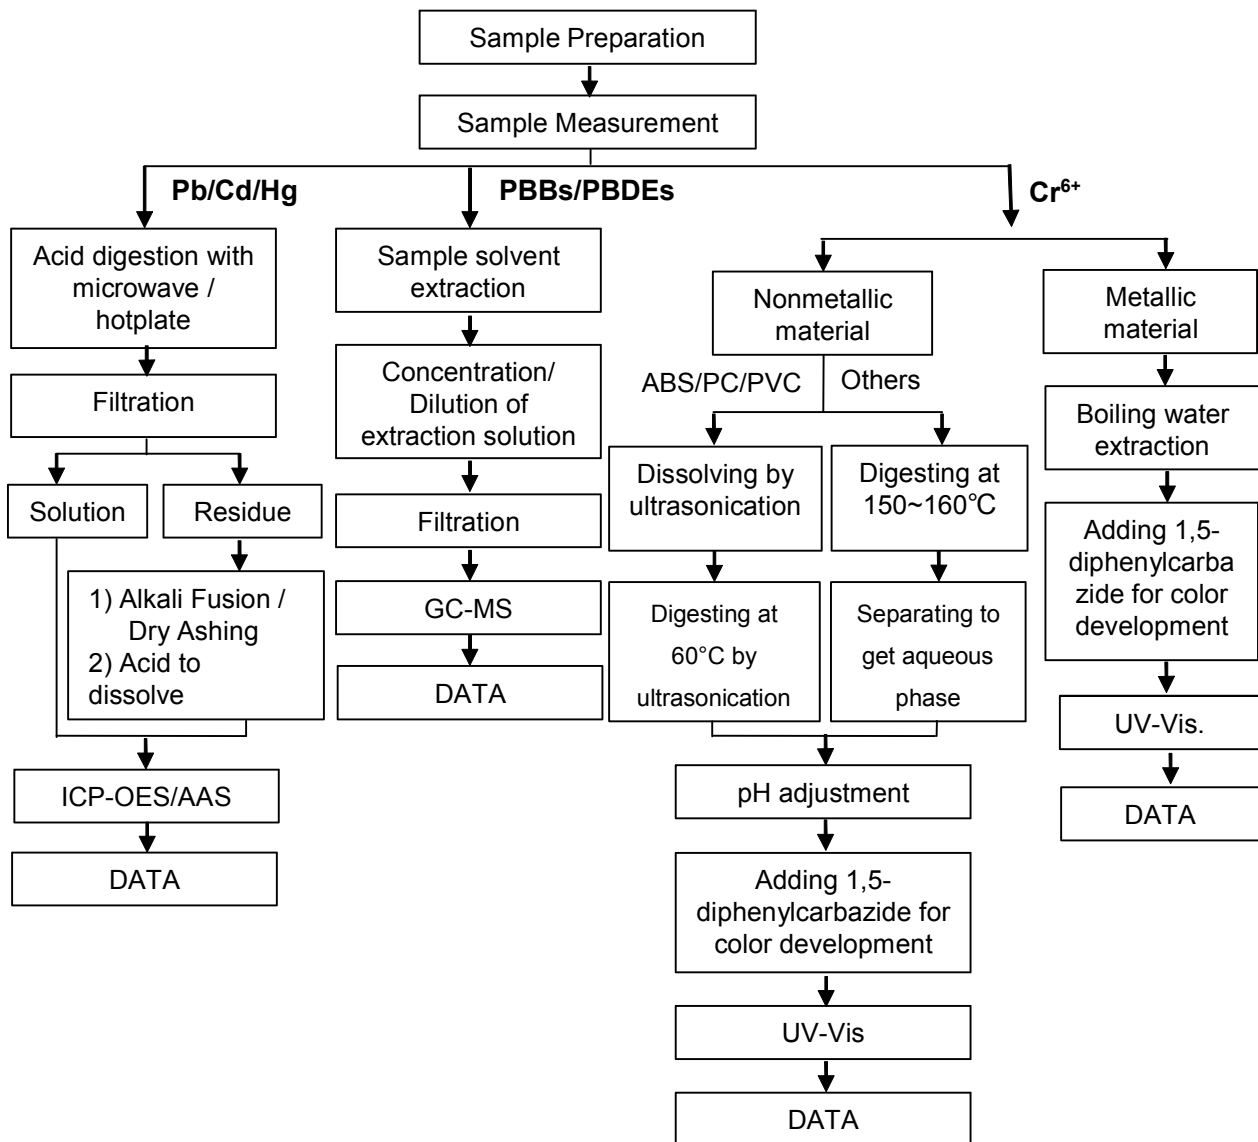 Sample Preparation
Sample Measurement
Pb/Cd/Hg
PBBs/PBDEs
Cr⁶⁺
Acid digestion with
microwave /
hotplate
Filtration
Solution
Residue
1) Alkali Fusion /
Dry Ashing
2) Acid to
dissolve
ICP-OES/AAS
DATA
Sample solvent
extraction
Concentration/
Dilution of
extraction solution
Filtration
GC-MS
DATA
Nonmetallic
material
ABS/PC/PVC
Others
Dissolving by
ultrasonication
Digesting at
60°C by
ultrasonication
Digesting at
150~160℃
Separating to
get aqueous
phase
pH adjustment
Adding 1,5-
diphenylcarbazide for
color development
UV-Vis
DATA
Metallic
material
Boiling water
extraction
Adding 1,5-
diphenylcarba
zide for color
development
UV-Vis.
DATA